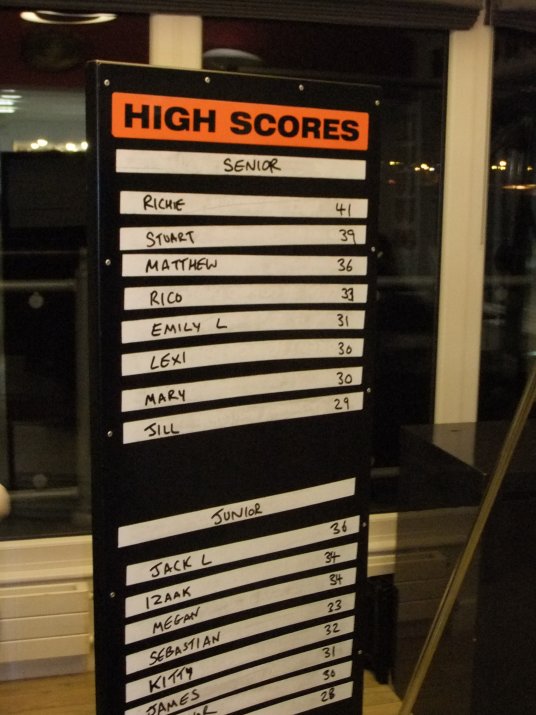 HIGH SCORES
SENIOR
RICHIE 41
STUART 39
MATTHEW 36
RICO 33
EMILY L 31
LEXI 30
MARY 30
JILL 29
JUNIOR
JACK L 36
IZAAK 34
MEGAN 34
SEBASTIAN 33
KITTY 32
JAMES 31
30
28